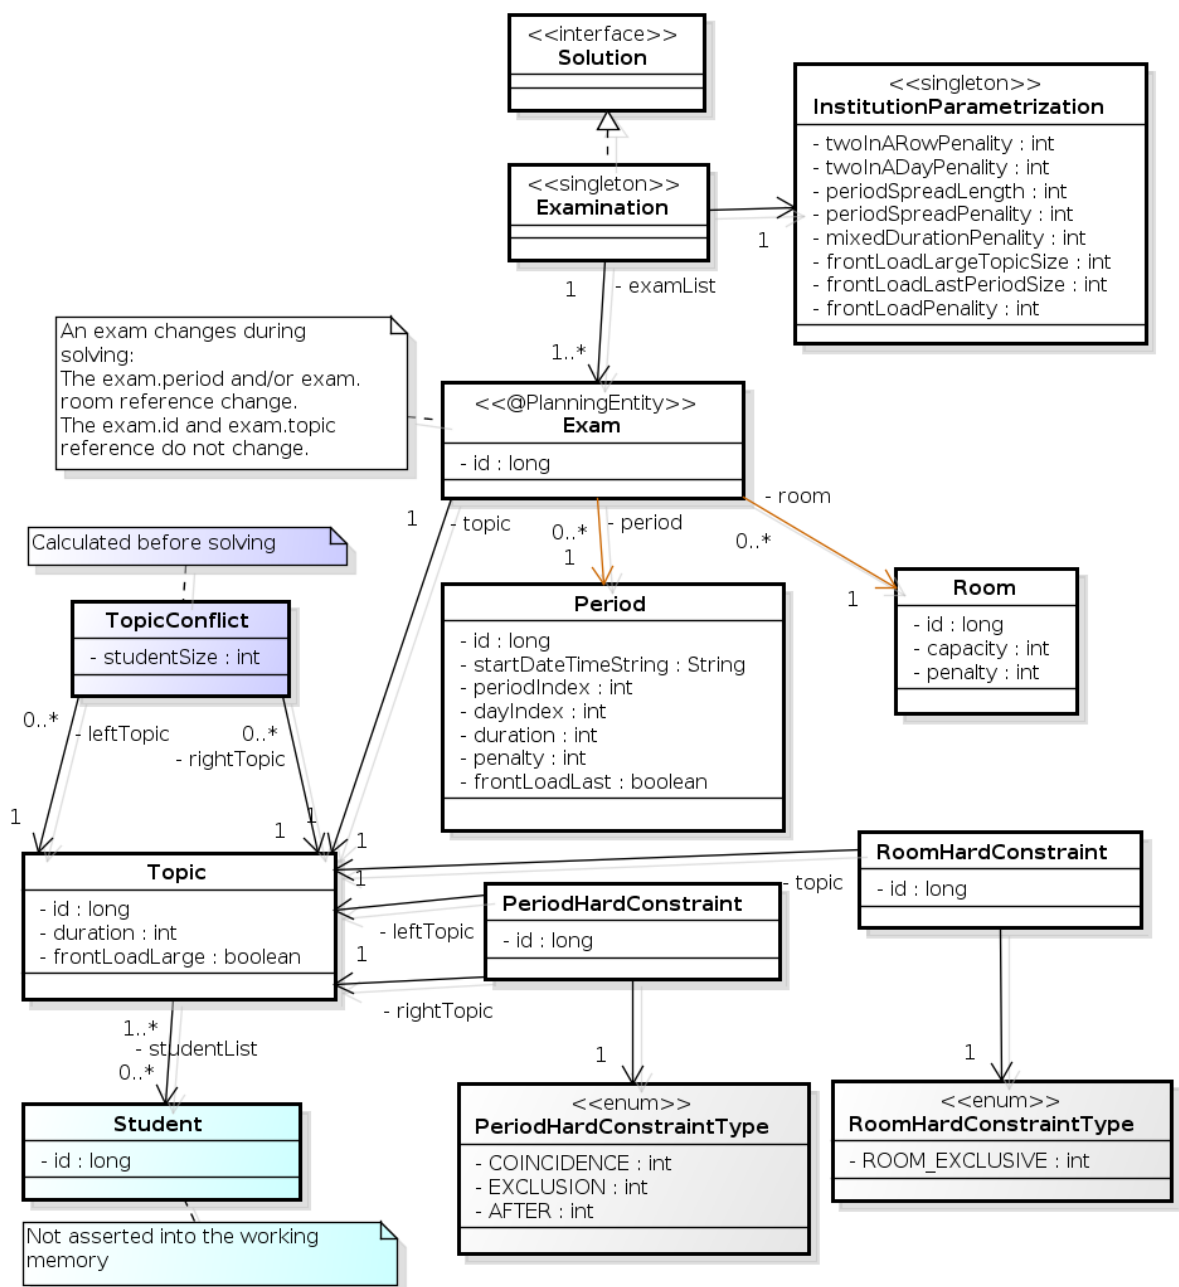 <<interface>>
Solution
<<singleton>>
InstitutionParametrization
- twoInARowPenality : int
- twoInADayPenality : int
- periodSpreadLength : int
- periodSpreadPenality : int
- mixedDurationPenality : int
- frontLoadLargeTopicSize : int
- frontLoadLastPeriodSize : int
- frontLoadPenality : int
<<singleton>>
Examination
1
1
- examList
1..*
An exam changes during
solving:
The exam.period and/or exam.
room reference change.
The exam.id and exam.topic
reference do not change.
<<@PlanningEntity>>
Exam
- id : long
1
- topic
0..*
- period
1
- room
0..*
1
Calculated before solving
TopicConflict
- studentSize : int
0..*
- leftTopic
0..*
- rightTopic
1
1
1
1
Period
- id : long
- startDateTimeString : String
- periodIndex : int
- dayIndex : int
- duration : int
- penalty : int
- frontLoadLast : boolean
Room
- id : long
- capacity : int
- penalty : int
Topic
- id : long
- duration : int
- frontLoadLarge : boolean
1
- leftTopic
1
- rightTopic
PeriodHardConstraint
- id : long
- topic
RoomHardConstraint
- id : long
1..*
- studentList
0..*
1
1
Student
- id : long
Not asserted into the working
memory
<<enum>>
PeriodHardConstraintType
- COINCIDENCE : int
- EXCLUSION : int
- AFTER : int
<<enum>>
RoomHardConstraintType
- ROOM_EXCLUSIVE : int